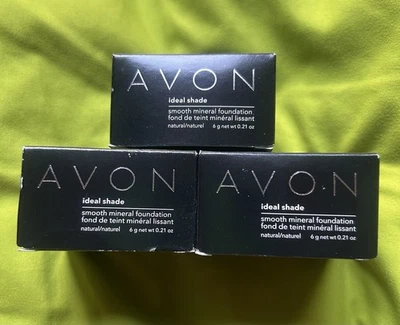 AVON
ideal shade
smooth mineral foundation
fond de teint minéral lissant
natural/naturel 6 g net wt 0.21 oz
AVON
ideal shade
smooth mineral foundation
fond de teint minéral lissant
natural/naturel 6 g net wt 0.21 oz
AVON
ideal shade
smooth mineral foundation
fond de teint minéral lissant
natural/naturel 6 g net wt 0.21 oz